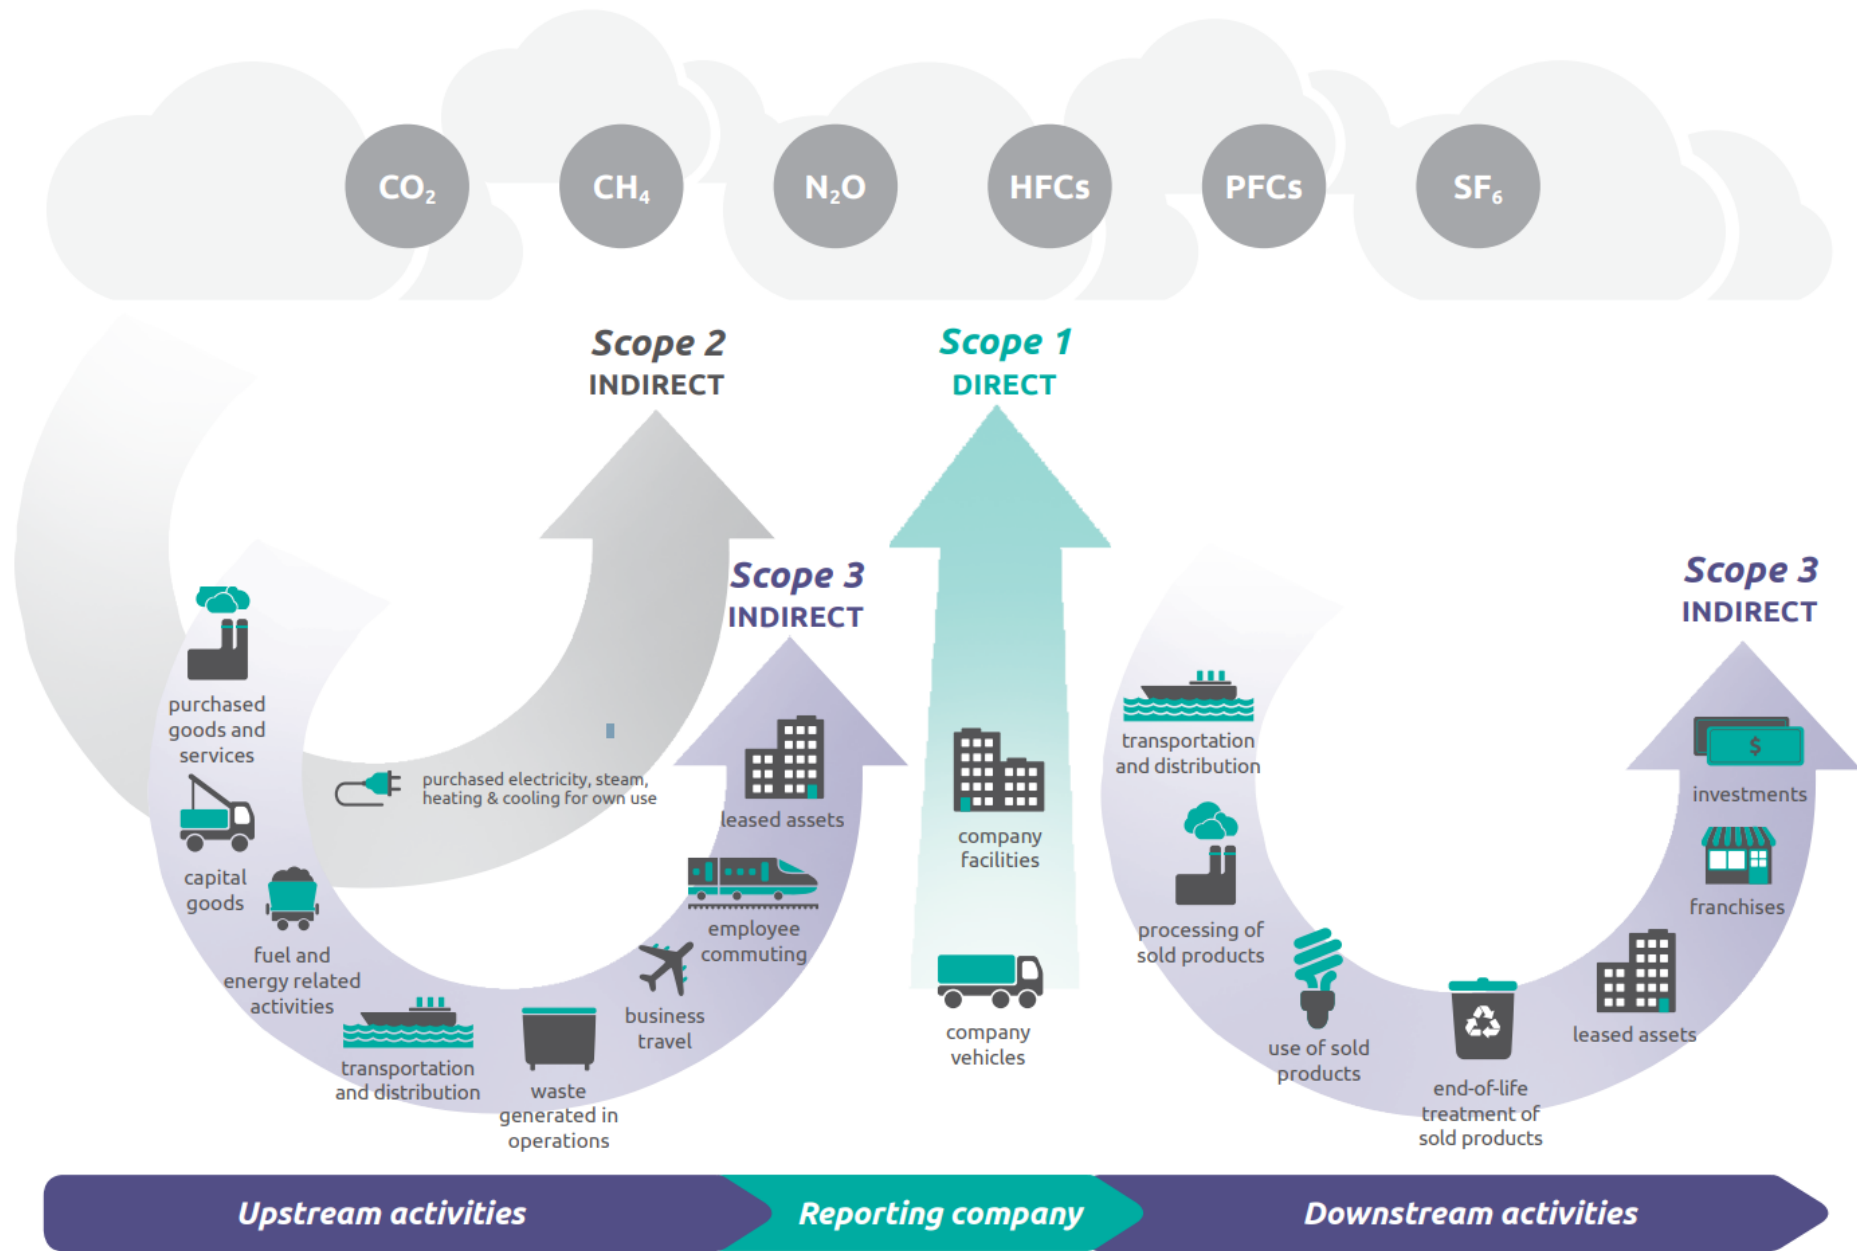 CO₂
CH₄
N₂O
HFCs
PFCs
SF₆
Scope 2
INDIRECT
Scope 1
DIRECT
Scope 3
INDIRECT
Scope 3
INDIRECT
purchased
goods and
services
capital
goods
fuel and
energy related
activities
transportation
and distribution
waste
generated in
operations
business
travel
employee
commuting
leased assets
purchased electricity, steam,
heating & cooling for own use
company
facilities
company
vehicles
transportation
and distribution
processing of
sold products
use of sold
products
end-of-life
treatment of
sold products
leased assets
franchises
$
investments
Upstream activities
Reporting company
Downstream activities